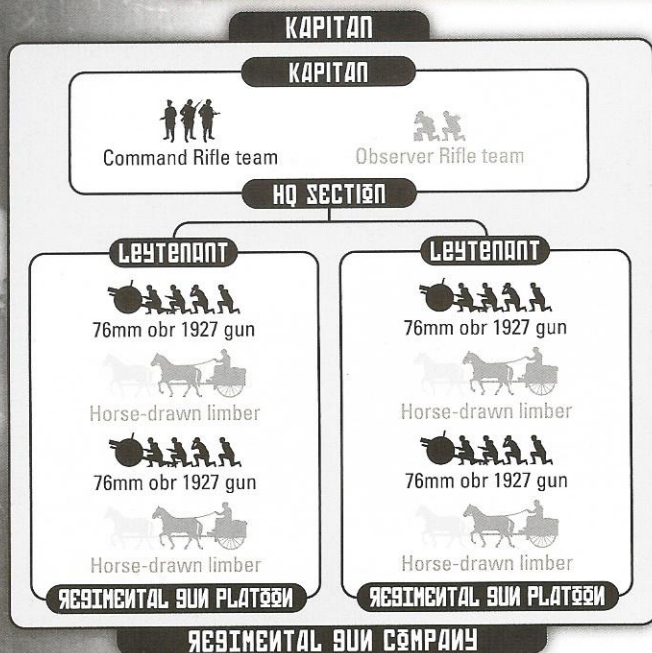 KAPITAN
KAPITAN
Command Rifle team
Observer Rifle team
HQ SECTION
LEYTENANT
LEYTENANT
76mm obr 1927 gun
76mm obr 1927 gun
Horse-drawn limber
Horse-drawn limber
76mm obr 1927 gun
76mm obr 1927 gun
Horse-drawn limber
Horse-drawn limber
REGIMENTAL GUN PLATOON
REGIMENTAL GUN PLATOON
REGIMENTAL GUN COMPANY